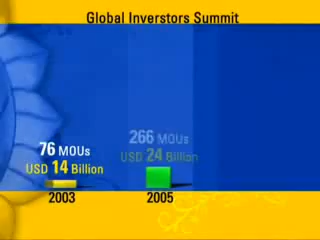 Global Inverstors Summit
266 MOUs
USD 24 Billion
76 MOUs
USD 14 Billion
2003
2005